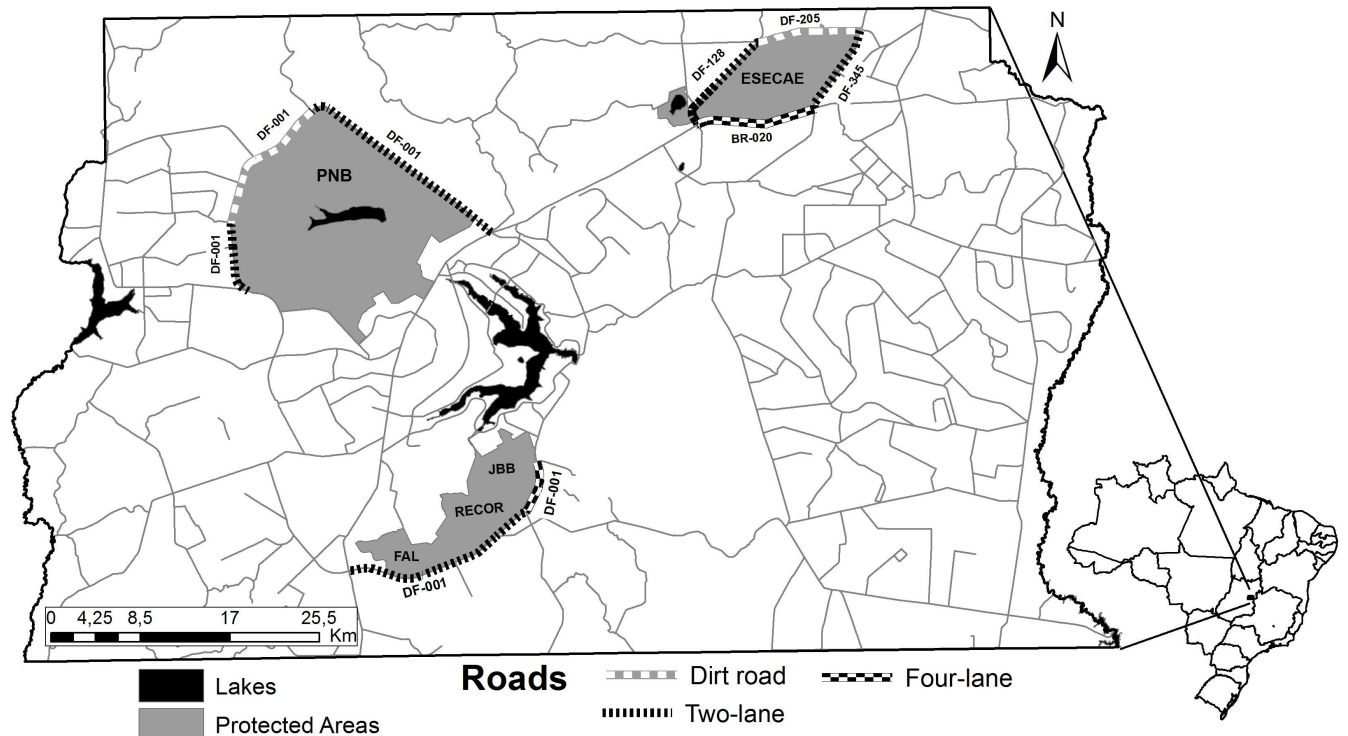 DF-205
N
DF-128
ESECAE
DF-345
DF-001
DF-001
BR-020
PNB
DF-001
JBB
DF-001
RECOR
FAL
DF-001
0 4,25 8,5 17 25,5
Km
Roads
Lakes
Protected Areas
Dirt road
Two-lane
Four-lane